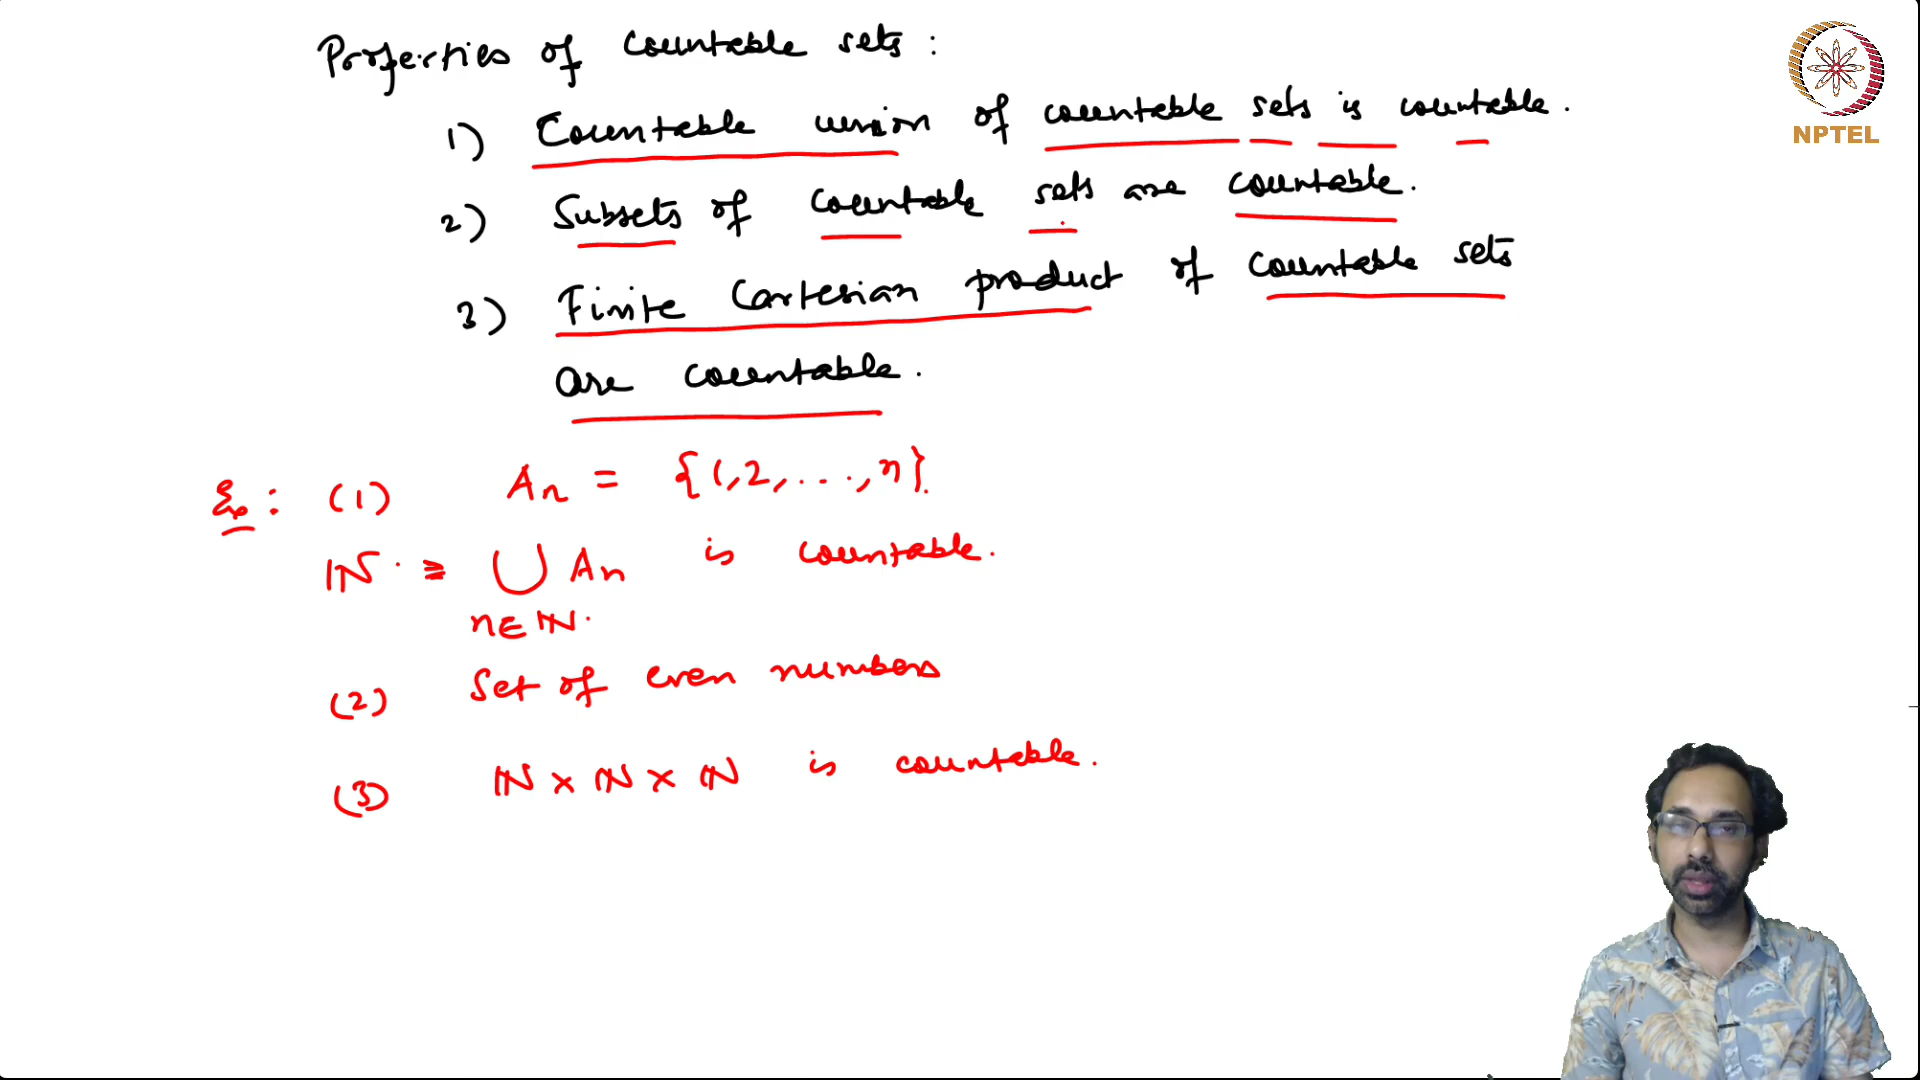 Properties of countable sets :
1) Countable union of countable sets is countable.
2) Subsets of countable sets are countable.
3) Finite Cartesian product of countable sets
are countable.
Ex : (1) An = {1,2,...,n}.
ℕ = ⋃ An is countable.
n∈ℕ.
(2) Set of even numbers
(3) ℕ × ℕ × ℕ is countable.
NPTEL